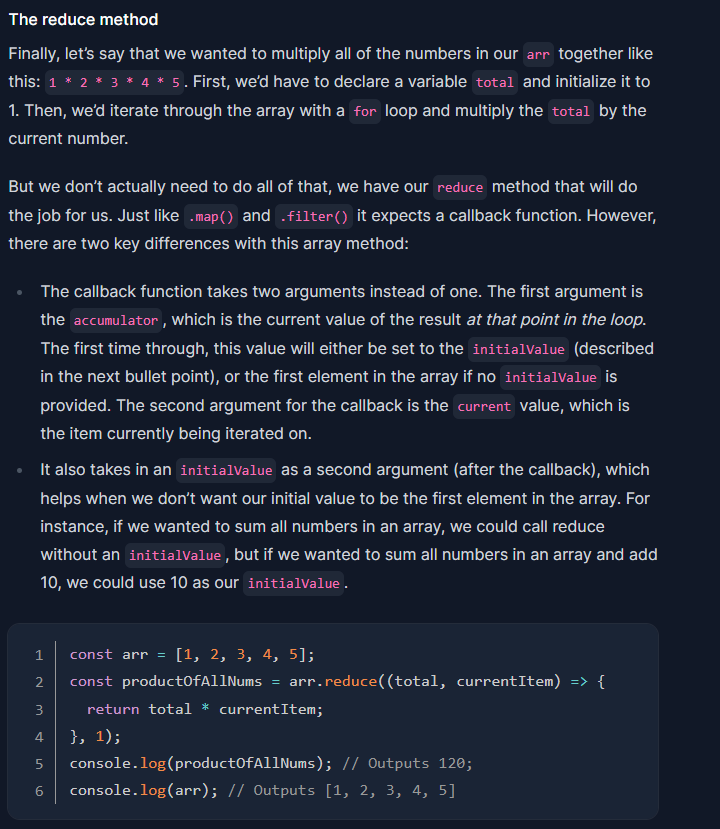 The reduce method
Finally, let’s say that we wanted to multiply all of the numbers in our arr together like
this: 1 * 2 * 3 * 4 * 5. First, we’d have to declare a variable total and initialize it to
1. Then, we’d iterate through the array with a for loop and multiply the total by the
current number.
But we don’t actually need to do all of that, we have our reduce method that will do
the job for us. Just like .map() and .filter() it expects a callback function. However,
there are two key differences with this array method:
• The callback function takes two arguments instead of one. The first argument is
the accumulator, which is the current value of the result at that point in the loop.
The first time through, this value will either be set to the initialValue (described
in the next bullet point), or the first element in the array if no initialValue is
provided. The second argument for the callback is the current value, which is
the item currently being iterated on.
• It also takes in an initialValue as a second argument (after the callback), which
helps when we don’t want our initial value to be the first element in the array. For
instance, if we wanted to sum all numbers in an array, we could call reduce
without an initialValue, but if we wanted to sum all numbers in an array and add
10, we could use 10 as our initialValue.
1 const arr = [1, 2, 3, 4, 5];
2 const productOfAllNums = arr.reduce((total, currentItem) => {
3   return total * currentItem;
4 }, 1);
5 console.log(productOfAllNums); // Outputs 120;
6 console.log(arr); // Outputs [1, 2, 3, 4, 5]